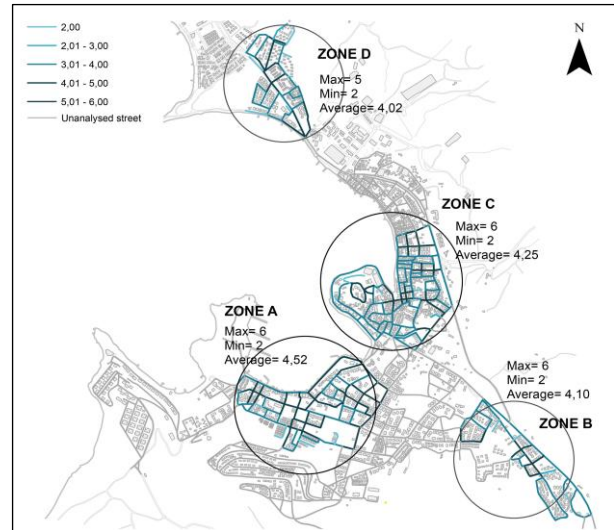 2,00
2,01 - 3,00
3,01 - 4,00
4,01 - 5,00
5,01 - 6,00
Unanalysed street
N
ZONE D
Max= 5
Min= 2
Average= 4,02
ZONE C
Max= 6
Min= 2
Average= 4,25
ZONE A
Max= 6
Min= 2
Average= 4,52
Max= 6
Min= 2
Average= 4,10
ZONE B